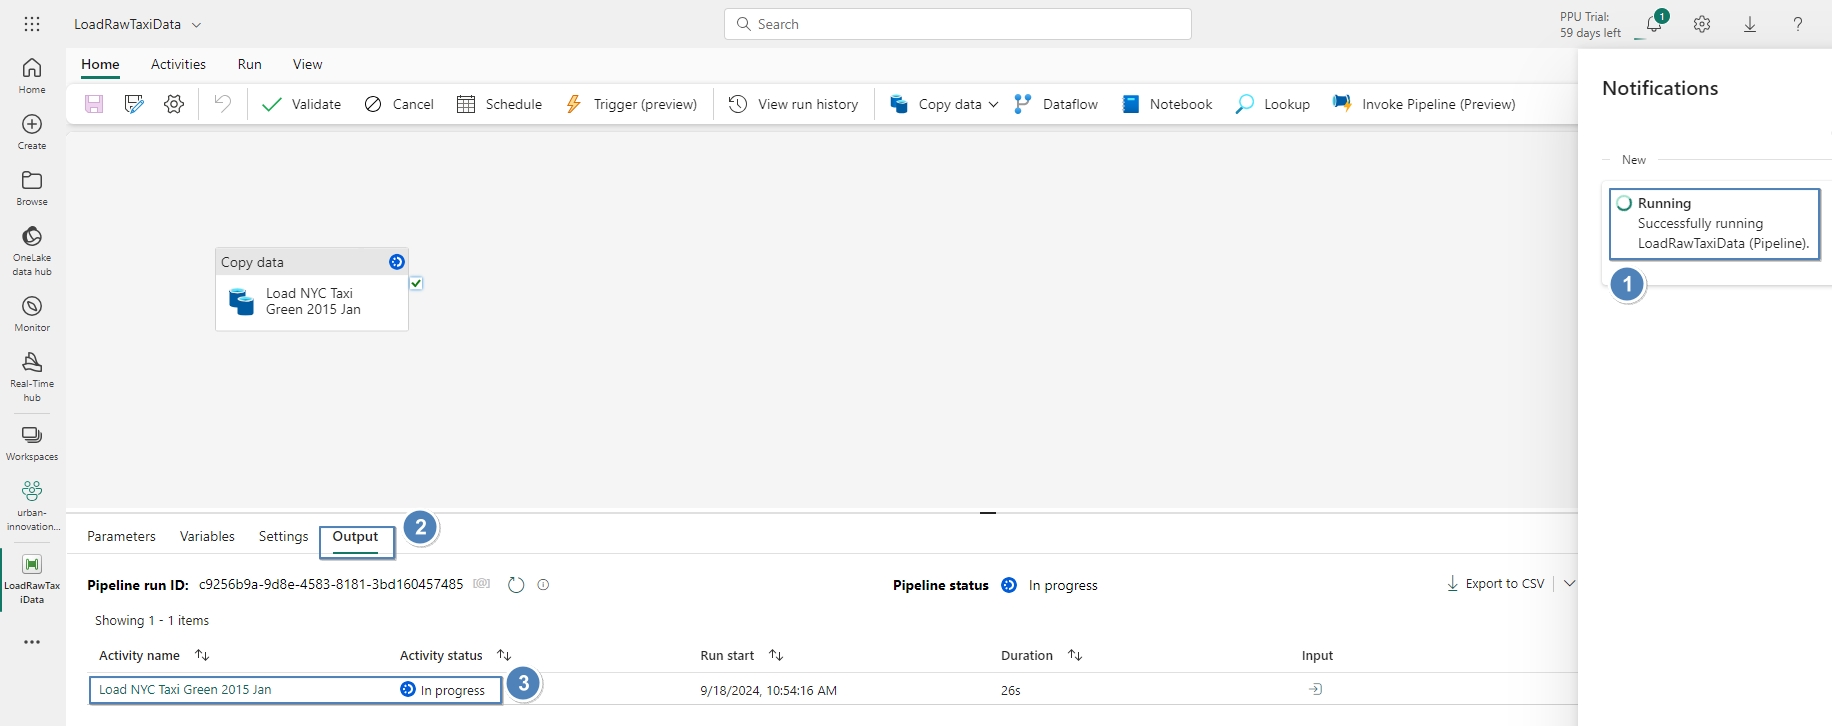 LoadRawTaxiData
Search
PPU Trial:
59 days left
1
?
Home
Create
Browse
OneLake
data hub
Monitor
Real-Time
hub
Workspaces
urban-
innovation...
LoadRawTax
iData
Home Activities Run View
Validate Cancel Schedule Trigger (preview) View run history Copy data Dataflow Notebook Lookup Invoke Pipeline (Preview)
Copy data
Load NYC Taxi
Green 2015 Jan
Notifications
New
Running
Successfully running
LoadRawTaxiData (Pipeline).
1
Parameters Variables Settings Output 2
Pipeline run ID: c9256b9a-9d8e-4583-8181-3bd160457485 Pipeline status In progress Export to CSV
Showing 1 - 1 items
Activity name Activity status Run start Duration Input
Load NYC Taxi Green 2015 Jan In progress 3 9/18/2024, 10:54:16 AM 26s